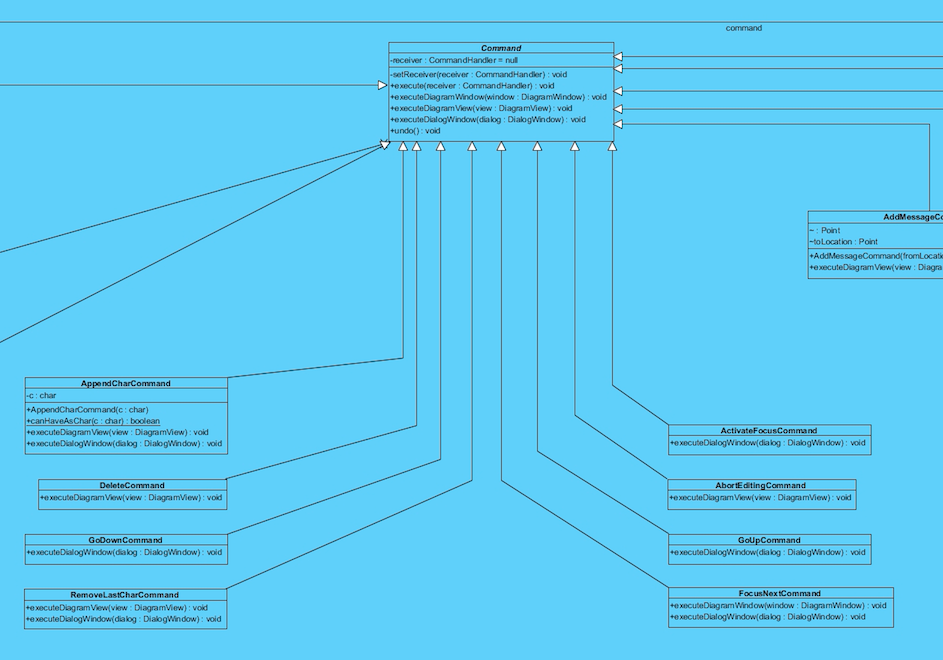 command
Command
-receiver : CommandHandler = null
-setReceiver(receiver : CommandHandler) : void
+execute(receiver : CommandHandler) : void
+executeDiagramWindow(window : DiagramWindow) : void
+executeDiagramView(view : DiagramView) : void
+executeDialogWindow(dialog : DialogWindow) : void
+undo() : void
AddMessageCo
~ : Point
~toLocation : Point
+AddMessageCommand(fromLocatio
+executeDiagramView(view : Diagra
AppendCharCommand
-c : char
+AppendCharCommand(c : char)
+canHaveAsChar(c : char) : boolean
+executeDiagramView(view : DiagramView) : void
+executeDialogWindow(dialog : DialogWindow) : void
DeleteCommand
+executeDiagramView(view : DiagramView) : void
GoDownCommand
+executeDialogWindow(dialog : DialogWindow) : void
RemoveLastCharCommand
+executeDiagramView(view : DiagramView) : void
+executeDialogWindow(dialog : DialogWindow) : void
ActivateFocusCommand
+executeDialogWindow(dialog : DialogWindow) : void
AbortEditingCommand
+executeDiagramView(view : DiagramView) : void
GoUpCommand
+executeDialogWindow(dialog : DialogWindow) : void
FocusNextCommand
+executeDiagramWindow(window : DiagramWindow) : void
+executeDialogWindow(dialog : DialogWindow) : void